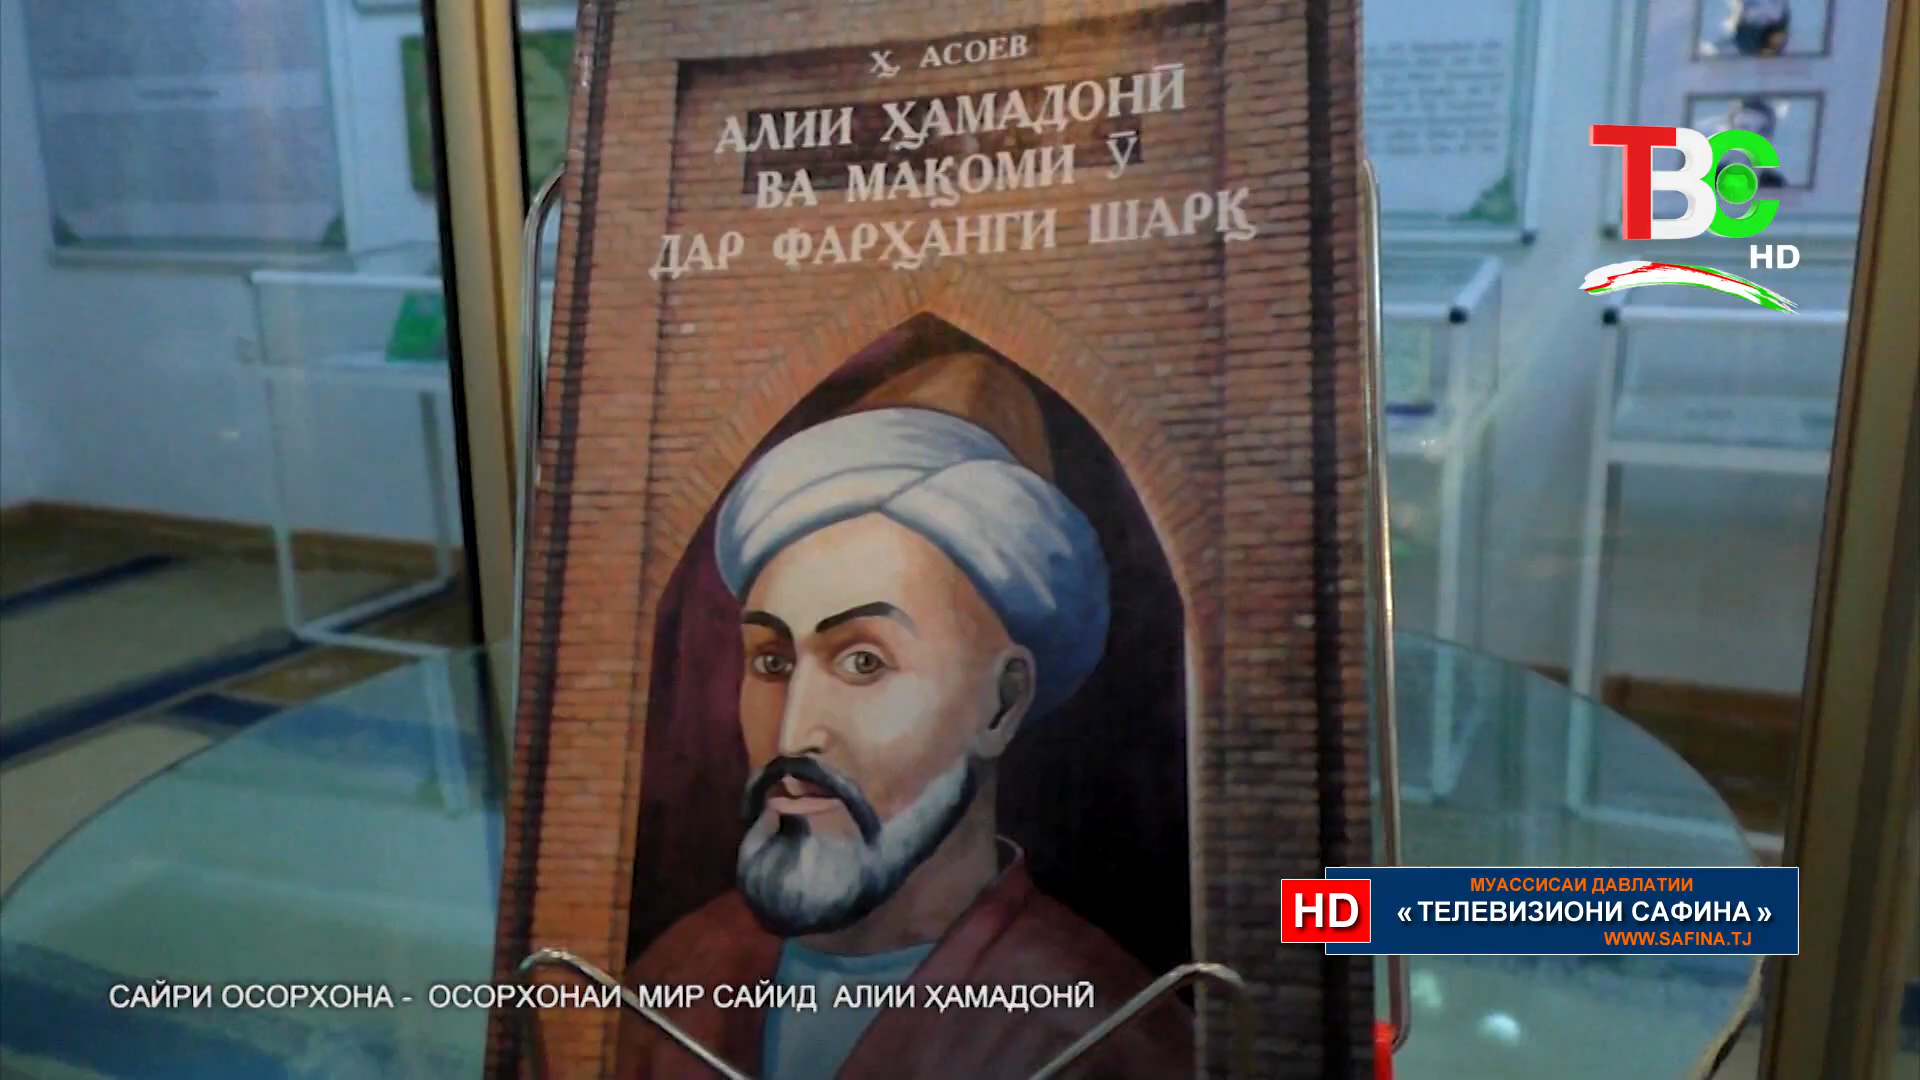 Ҳ. АСОЕВ
АЛИИ ҲАМАДОНӢ
ВА МАҚОМИ Ӯ
ДАР ФАРҲАНГИ ШАРҚ
ТВС
HD
МУАССИСАИ ДАВЛАТИИ
HD
« ТЕЛЕВИЗИОНИ САФИНА »
WWW.SAFINA.TJ
САЙРИ ОСОРХОНА - ОСОРХОНАИ МИР САЙИД АЛИИ ҲАМАДОНӢ